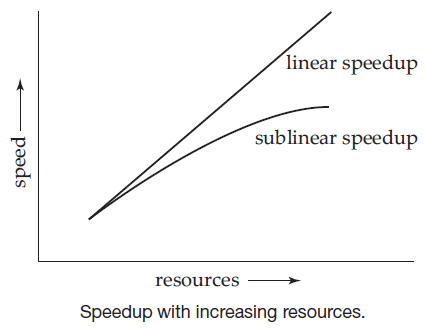 linear speedup
sublinear speedup
speed
resources
Speedup with increasing resources.